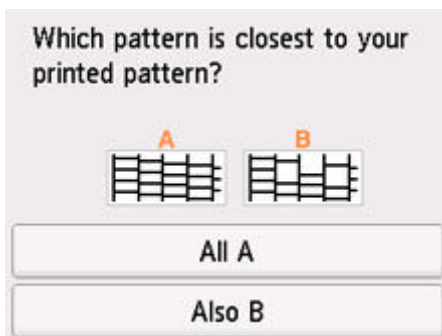 Which pattern is closest to your
printed pattern?
A B
All A
Also B